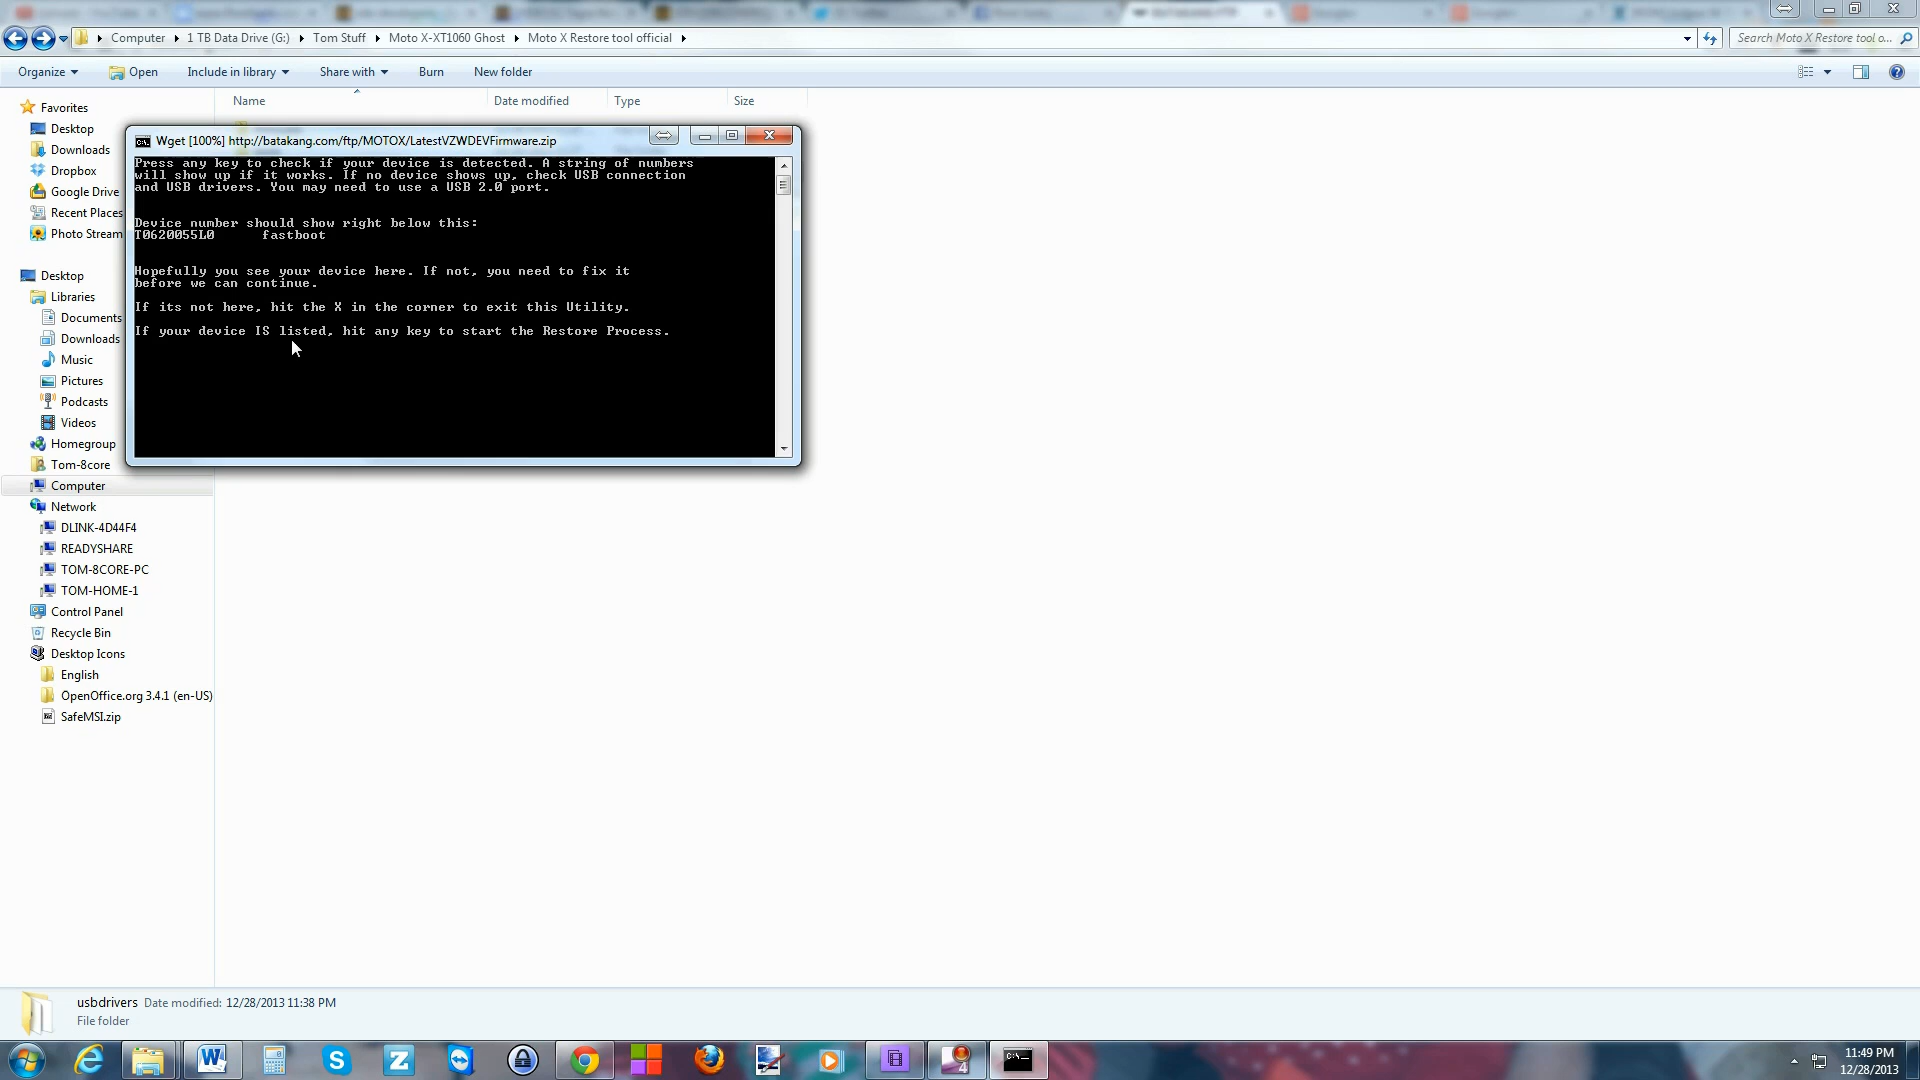 Computer
1 TB Data Drive (G:)
Tom Stuff
Moto X-XT1060 Ghost
Moto X Restore tool official
Search Moto X Restore tool o...
Organize
Open
Include in library
Share with
Burn
New folder
Name
Date modified
Type
Size
Favorites
Desktop
Downloads
Dropbox
Google Drive
Recent Places
Photo Stream
Desktop
Libraries
Documents
Downloads
Music
Pictures
Podcasts
Videos
Homegroup
Tom-8core
Computer
Network
DLINK-4D44F4
READYSHARE
TOM-8CORE-PC
TOM-HOME-1
Control Panel
Recycle Bin
Desktop Icons
English
OpenOffice.org 3.4.1 (en-US)
SafeMSI.zip
Wget [100%] http://batakang.com/ftp/MOTOX/LatestVZWDEVFirmware.zip
Press any key to check if your device is detected. A string of numbers
will show up if it works. If no device shows up, check USB connection
and USB drivers. You may need to use a USB 2.0 port.
Device number should show right below this:
T0620055L0 fastboot
Hopefully you see your device here. If not, you need to fix it
before we can continue.
If its not here, hit the X in the corner to exit this Utility.
If your device IS listed, hit any key to start the Restore Process.
usbdrivers Date modified: 12/28/2013 11:38 PM
File folder
11:49 PM
12/28/2013